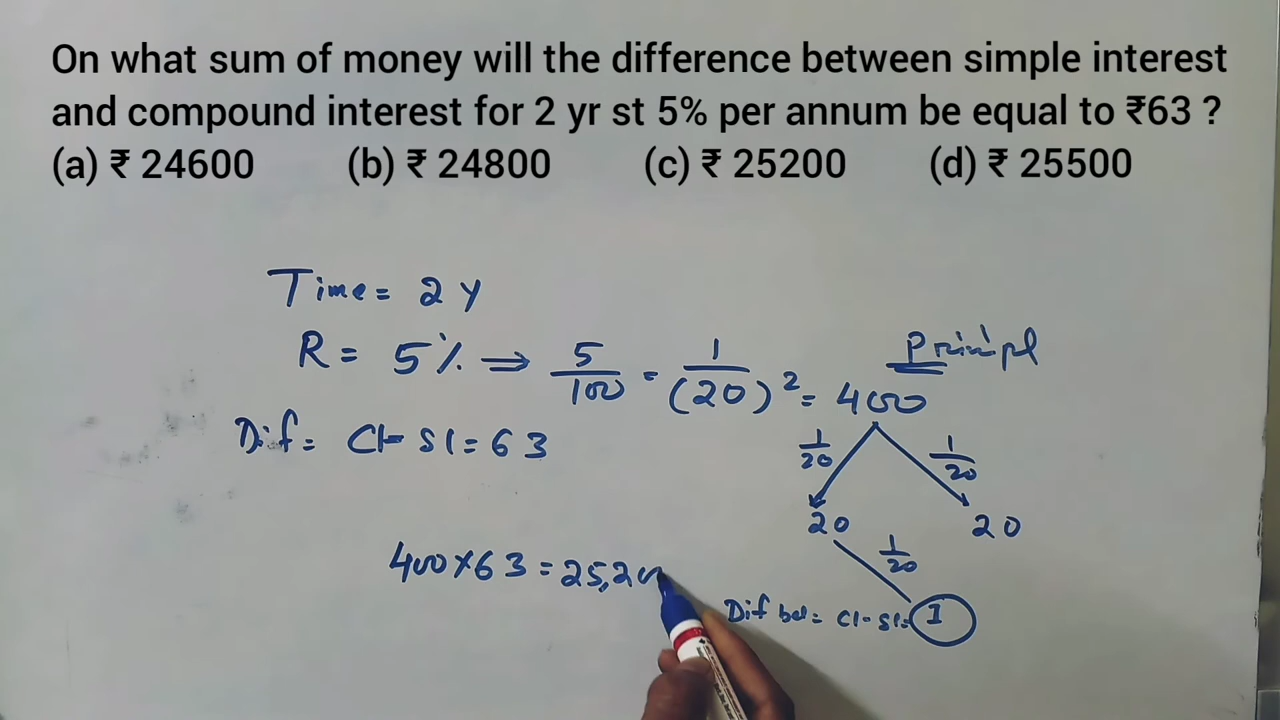 On what sum of money will the difference between simple interest
and compound interest for 2 yr st 5% per annum be equal to ₹63 ?
(a) ₹ 24600 (b) ₹ 24800 (c) ₹ 25200 (d) ₹ 25500
Time = 2 Y
R = 5% ⇒ 5/100 = 1/(20)² = 400
Principl
Dif = CI- SI = 63
1/20 1/20
20 20
1/20
400×63 = 25,20
Dif bet = CI- SI= 1